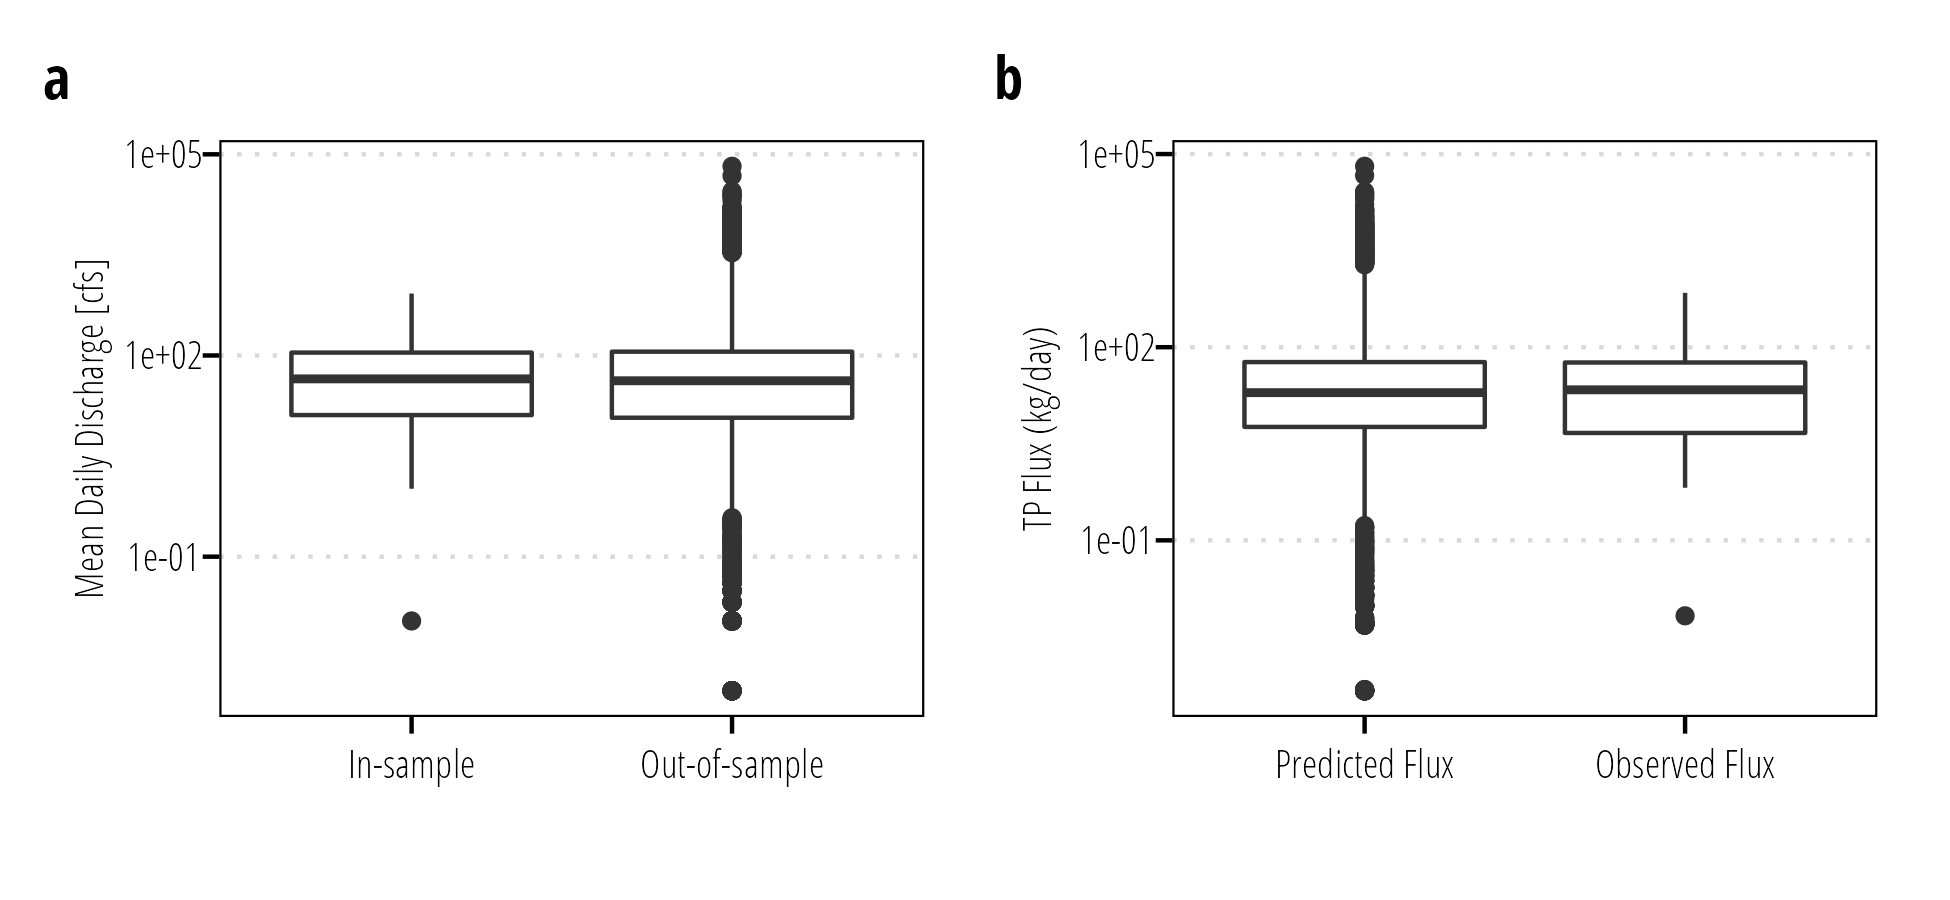 a
Mean Daily Discharge [cfs]
1e+05
1e+02
1e-01
In-sample
Out-of-sample
b
TP Flux (kg/day)
1e+05
1e+02
1e-01
Predicted Flux
Observed Flux